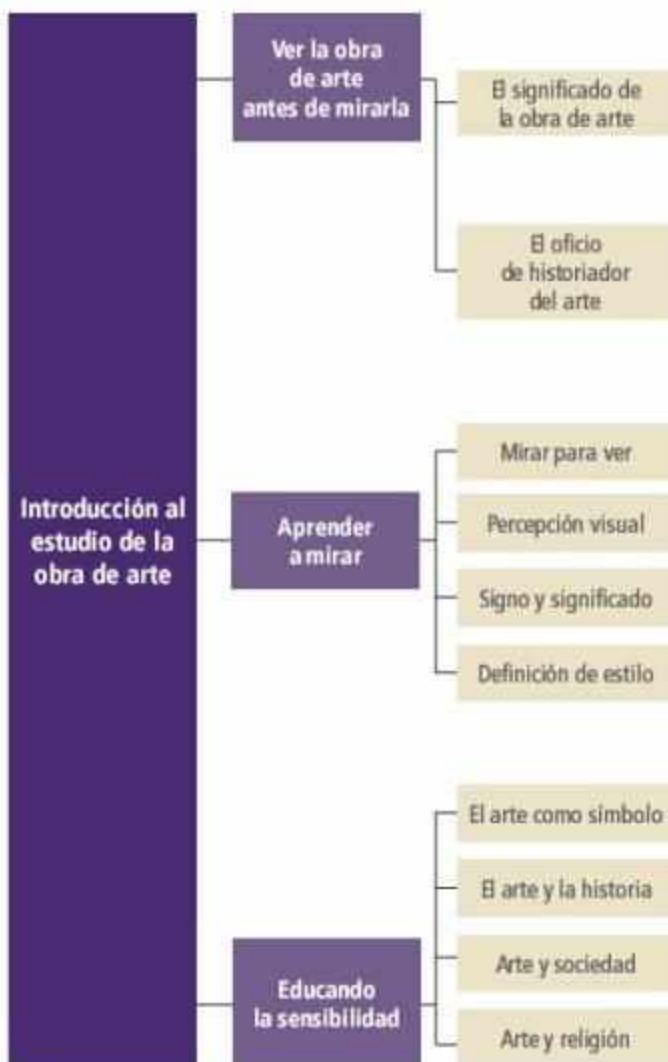 Introducción al
estudio de la
obra de arte
Ver la obra
de arte
antes de mirarla
El significado de
la obra de arte
El oficio
de historiador
del arte
Aprender
a mirar
Mirar para ver
Percepción visual
Signo y significado
Definición de estilo
Educando
la sensibilidad
El arte como símbolo
El arte y la historia
Arte y sociedad
Arte y religión